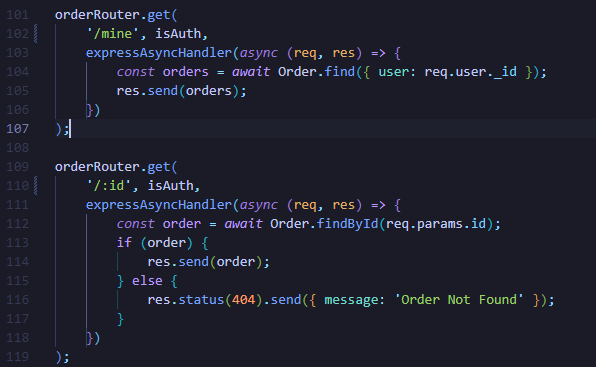 101 orderRouter.get(
102     '/mine', isAuth,
103     expressAsyncHandler(async (req, res) => {
104         const orders = await Order.find({ user: req.user._id });
105         res.send(orders);
106     })
107 );
108
109 orderRouter.get(
110     '/:id', isAuth,
111     expressAsyncHandler(async (req, res) => {
112         const order = await Order.findById(req.params.id);
113         if (order) {
114             res.send(order);
115         } else {
116             res.status(404).send({ message: 'Order Not Found' });
117         }
118     })
119 );